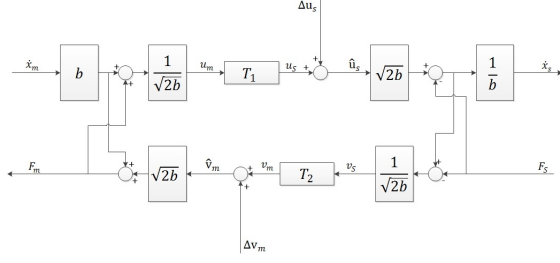 Δu_s
ẋ_m b + + 1/√2b u_m T_1 u_S + + û_s √2b + - 1/b ẋ_s
F_m + + √2b v̂_m + + v_m T_2 v_S 1/√2b + - F_S
Δv_m